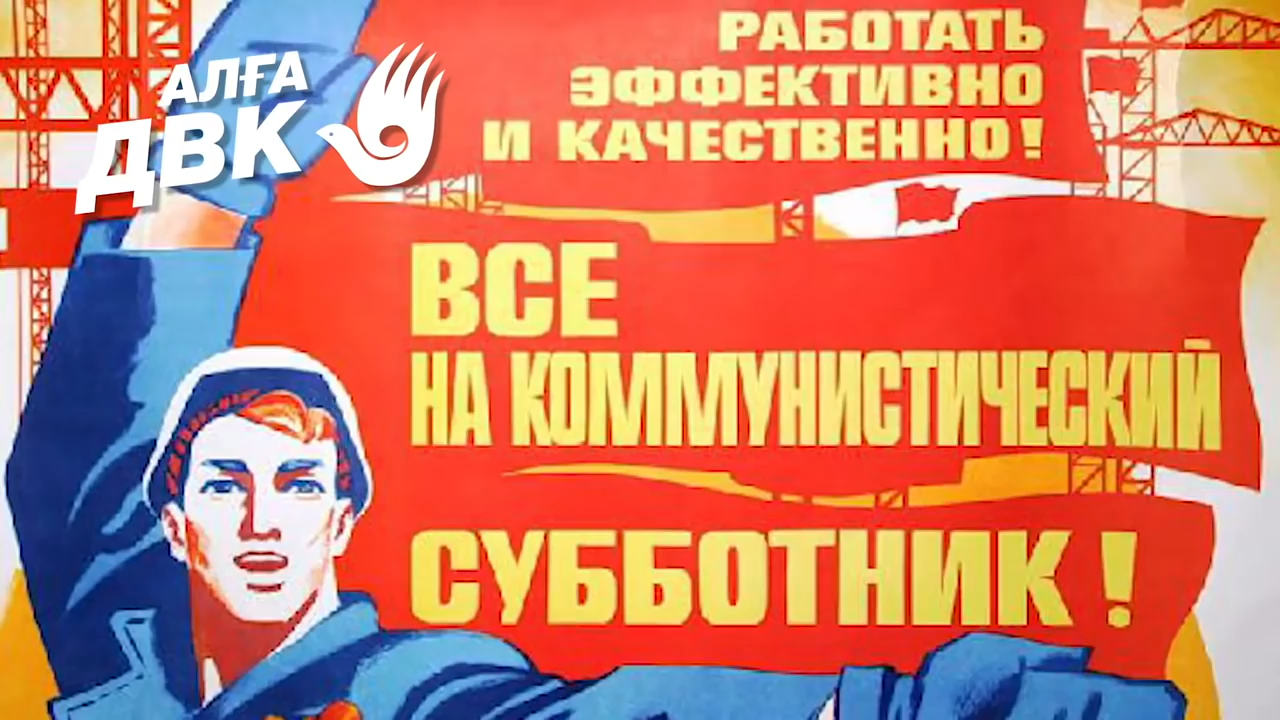 АЛҒА
ДВК
РАБОТАТЬ
ЭФФЕКТИВНО
И КАЧЕСТВЕННО!
ВСЕ
НА КОММУНИСТИЧЕСКИЙ
СУББОТНИК!